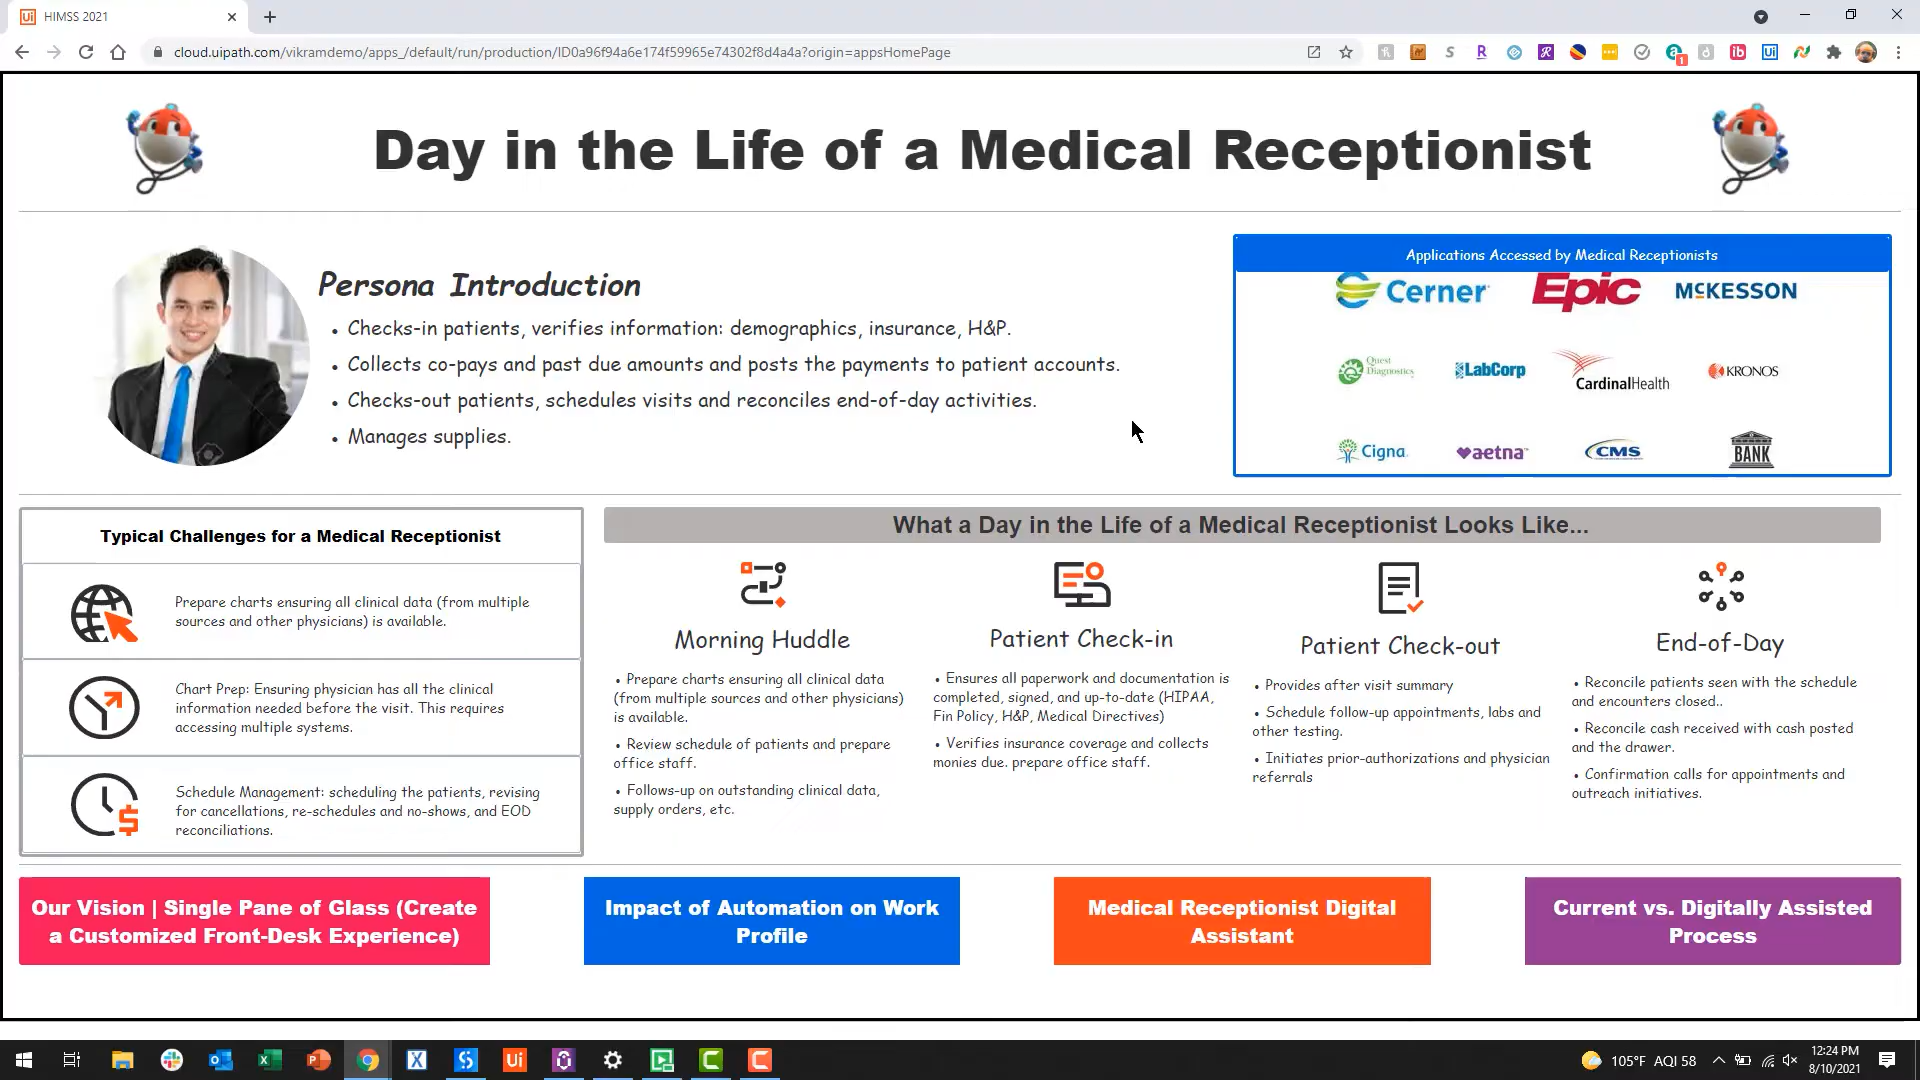 HIMSS 2021
cloud.uipath.com/vikramdemo/apps_/default/run/production/ID0a96f94a6e174f59965e74302f8d4a4a?origin=appsHomePage
Day in the Life of a Medical Receptionist
Persona Introduction
• Checks-in patients, verifies information: demographics, insurance, H&P.
• Collects co-pays and past due amounts and posts the payments to patient accounts.
• Checks-out patients, schedules visits and reconciles end-of-day activities.
• Manages supplies.
Applications Accessed by Medical Receptionists
Cerner Epic MCKESSON
Quest Diagnostics LabCorp CardinalHealth KRONOS
Cigna aetna CMS BANK
Typical Challenges for a Medical Receptionist
Prepare charts ensuring all clinical data (from multiple
sources and other physicians) is available.
Chart Prep: Ensuring physician has all the clinical
information needed before the visit. This requires
accessing multiple systems.
Schedule Management: scheduling the patients, revising
for cancellations, re-schedules and no-shows, and EOD
reconciliations.
What a Day in the Life of a Medical Receptionist Looks Like...
Morning Huddle
• Prepare charts ensuring all clinical data
(from multiple sources and other physicians)
is available.
• Review schedule of patients and prepare
office staff.
• Follows-up on outstanding clinical data,
supply orders, etc.
Patient Check-in
• Ensures all paperwork and documentation is
completed, signed, and up-to-date (HIPAA,
Fin Policy, H&P, Medical Directives)
• Verifies insurance coverage and collects
monies due. prepare office staff.
Patient Check-out
• Provides after visit summary
• Schedule follow-up appointments, labs and
other testing.
• Initiates prior-authorizations and physician
referrals
End-of-Day
• Reconcile patients seen with the schedule
and encounters closed..
• Reconcile cash received with cash posted
and the drawer.
• Confirmation calls for appointments and
outreach initiatives.
Our Vision | Single Pane of Glass (Create
a Customized Front-Desk Experience)
Impact of Automation on Work
Profile
Medical Receptionist Digital
Assistant
Current vs. Digitally Assisted
Process
105°F AQI 58
12:24 PM
8/10/2021